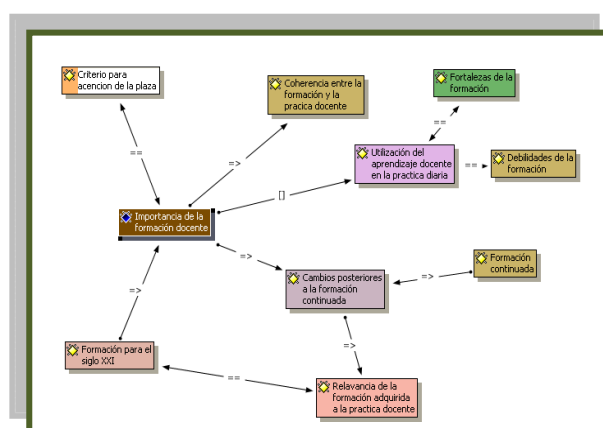 Criterio para
acencion de la plaza
Coherencia entre la
formación y la
pracica docente
Fortalezas de la
formación
==
==
Utilización del
aprendizaje docente
en la practica diaria
==
Debilidades de la
formación
=>
[]
Importancia de la
formación docente
=>
Cambios posteriores
a la formación
continuada
=>
Formación
continuada
=>
=>
Formación para el
siglo XXI
==
Relavancia de la
formación adquirida
a la practica docente